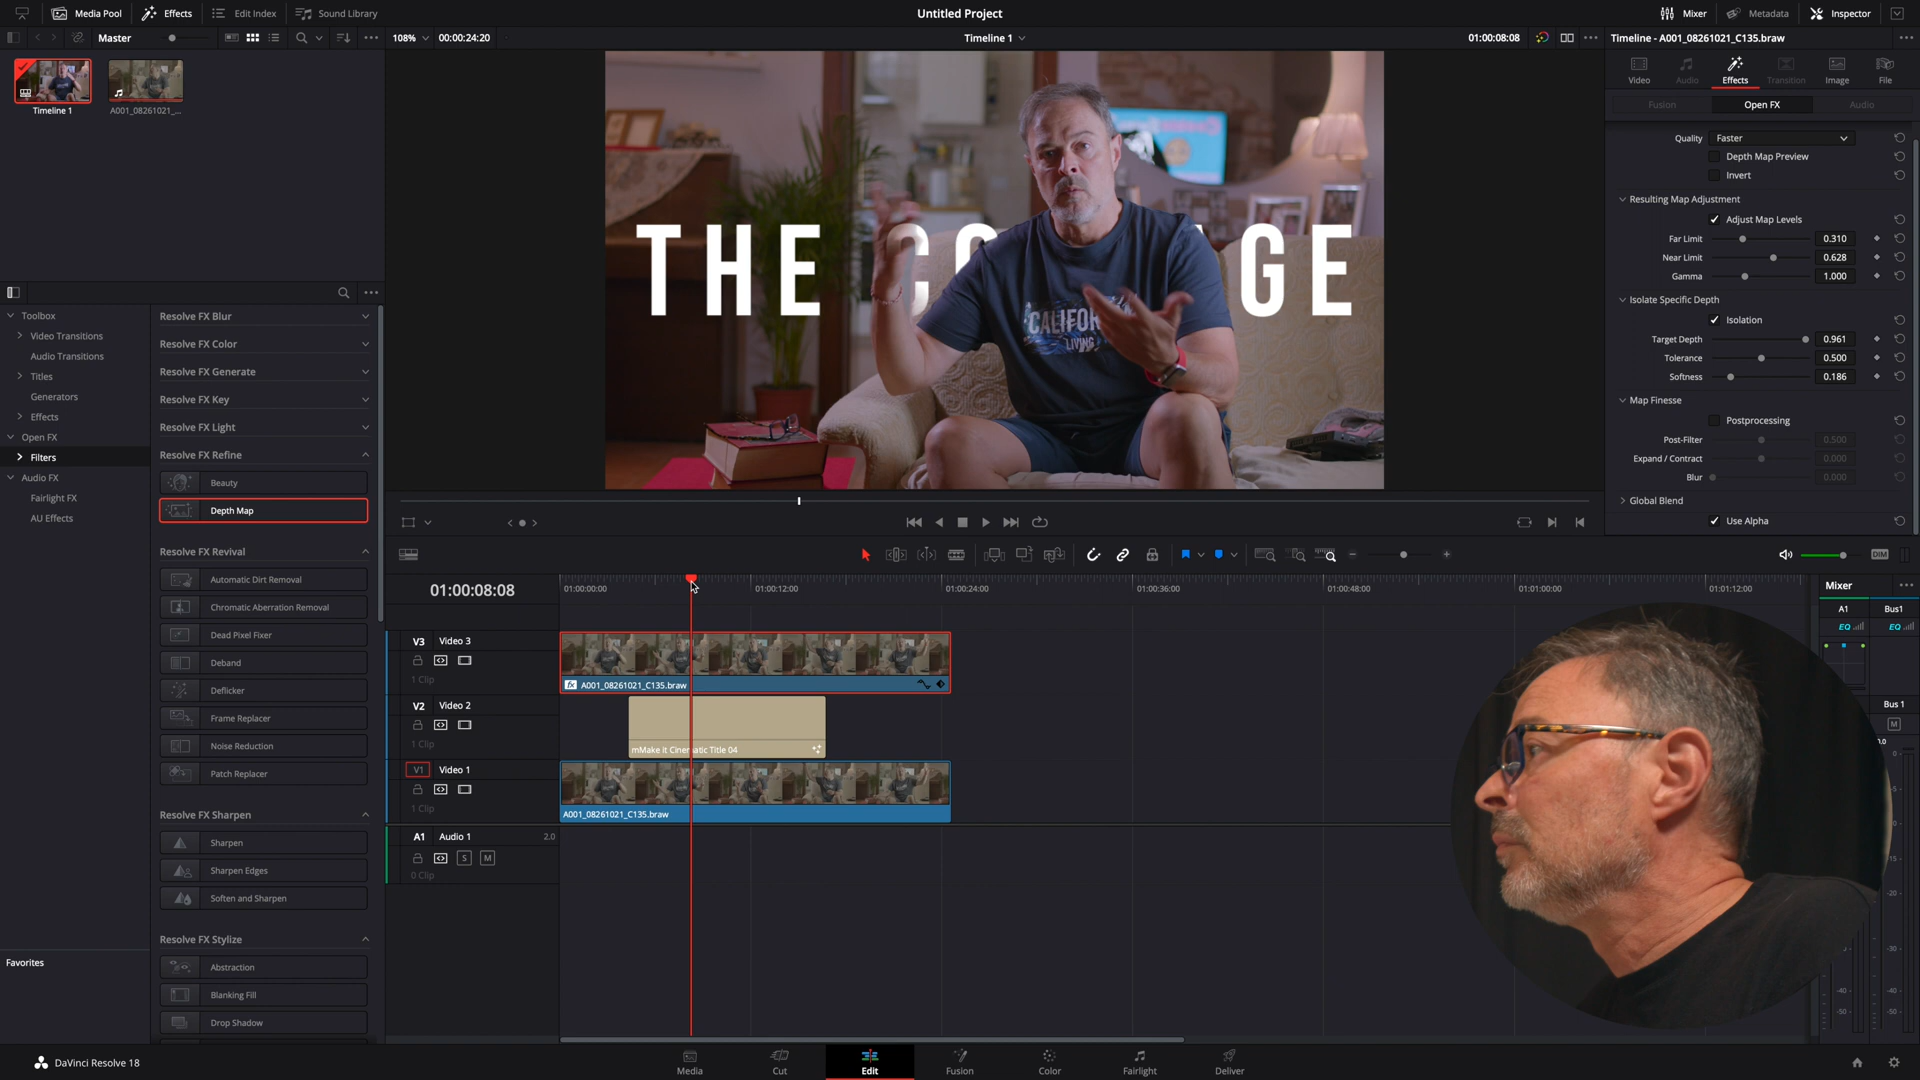 Media Pool
Effects
Edit Index
Sound Library
Untitled Project
Mixer
Metadata
Inspector
Master
108%
00:00:24:20
Timeline 1
01:00:08:08
Timeline - A001_08261021_C135.braw
Timeline 1
A001_08261021_...
Video
Audio
Effects
Transition
Image
File
Fusion
Open FX
Audio
Quality
Faster
Depth Map Preview
Invert
Resulting Map Adjustment
Adjust Map Levels
Far Limit
0.310
Near Limit
0.628
Gamma
1.000
Isolate Specific Depth
Isolation
Target Depth
0.961
Tolerance
0.500
Softness
0.186
Map Finesse
Postprocessing
Post-Filter
0.500
Expand / Contract
0.000
Blur
0.000
Global Blend
Use Alpha
THE CO GE
CALIFOR
LIVING
Toolbox
Video Transitions
Audio Transitions
Titles
Generators
Effects
Open FX
Filters
Audio FX
Fairlight FX
AU Effects
Favorites
Resolve FX Blur
Resolve FX Color
Resolve FX Generate
Resolve FX Key
Resolve FX Light
Resolve FX Refine
Beauty
Depth Map
Resolve FX Revival
Automatic Dirt Removal
Chromatic Aberration Removal
Dead Pixel Fixer
Deband
Deflicker
Frame Replacer
Noise Reduction
Patch Replacer
Resolve FX Sharpen
Sharpen
Sharpen Edges
Soften and Sharpen
Resolve FX Stylize
Abstraction
Blanking Fill
Drop Shadow
DIM
01:00:08:08
01:00:00:00
01:00:12:00
01:00:24:00
01:00:36:00
01:00:48:00
01:01:00:00
01:01:12:00
V3 Video 3
1 Clip
A001_08261021_C135.braw
V2 Video 2
1 Clip
mMake it Cinematic Title 04
V1 Video 1
1 Clip
A001_08261021_C135.braw
A1 Audio 1 2.0
S M
0 Clip
Mixer
A1
Bus1
EQ
EQ
Bus 1
M
DaVinci Resolve 18
Media
Cut
Edit
Fusion
Color
Fairlight
Deliver